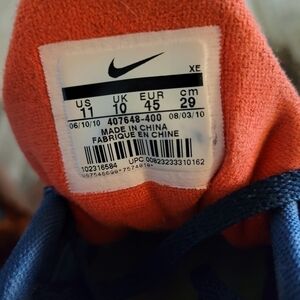 XE
US UK EUR cm
11 10 45 29
06/10/10 407648-400 08/03/10
MADE IN CHINA
FABRIQUE EN CHINE
102316584 UPC 00823233310162